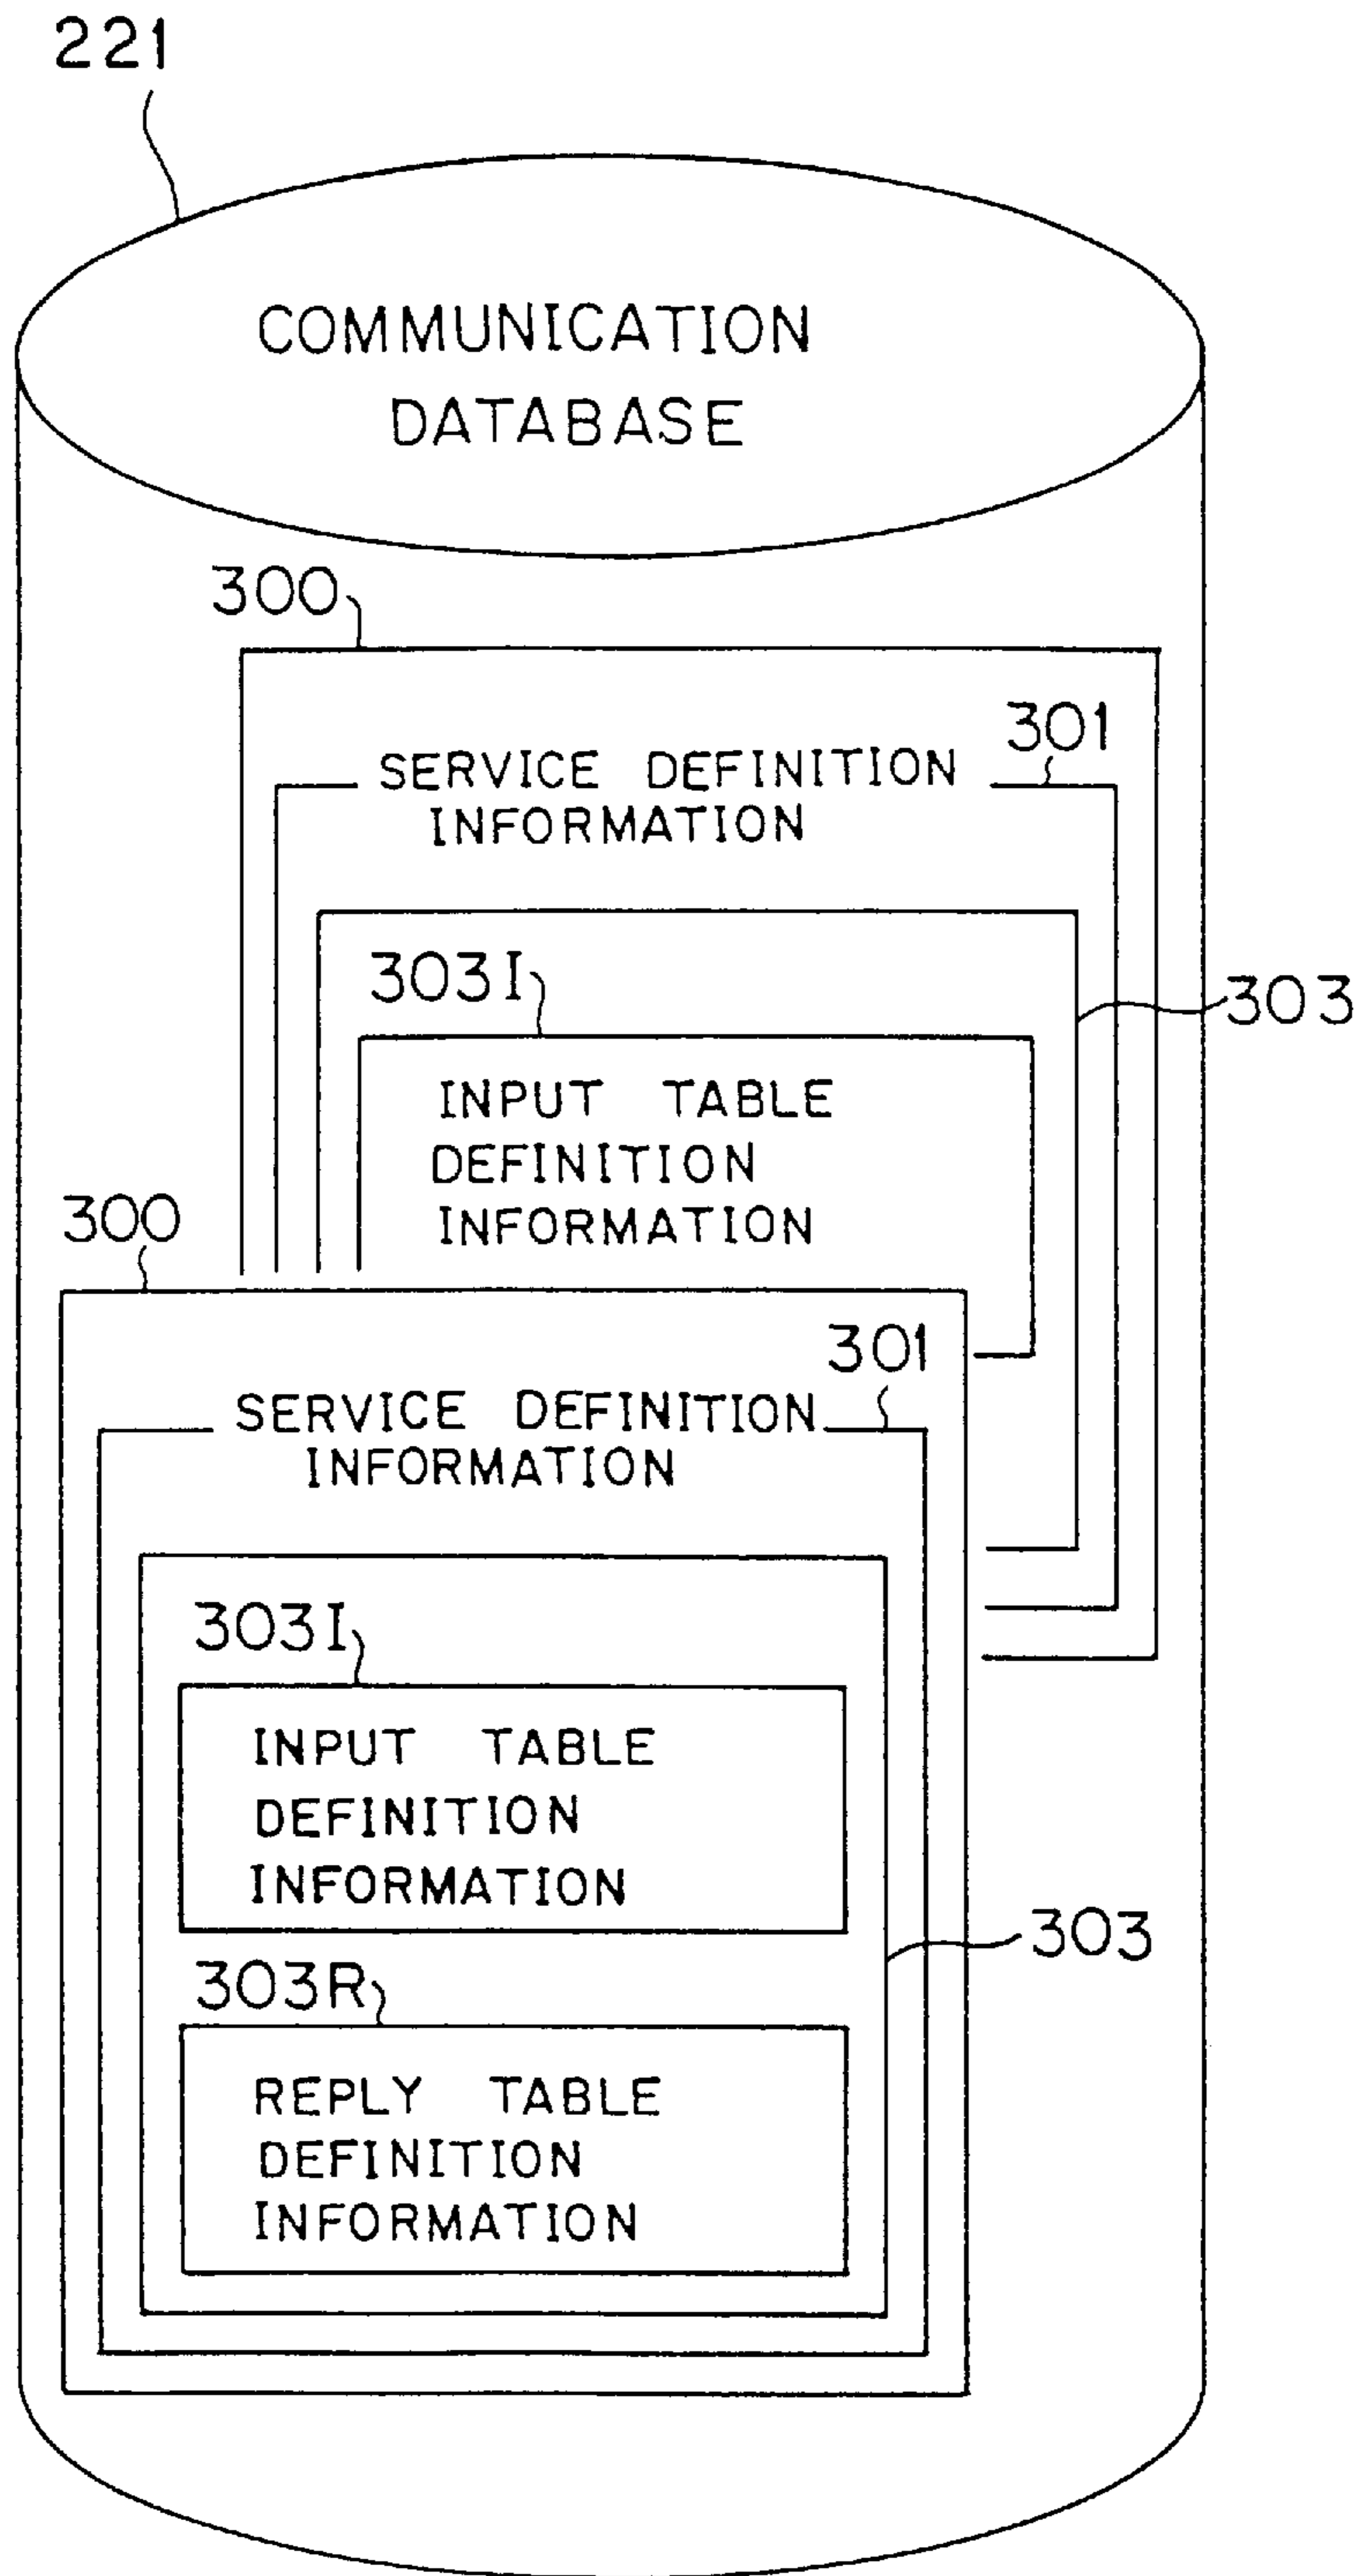 221
COMMUNICATION
DATABASE
300
301
SERVICE DEFINITION
INFORMATION
303I
303
INPUT TABLE
DEFINITION
INFORMATION
300
301
SERVICE DEFINITION
INFORMATION
303I
INPUT TABLE
DEFINITION
INFORMATION
303
303R
REPLY TABLE
DEFINITION
INFORMATION